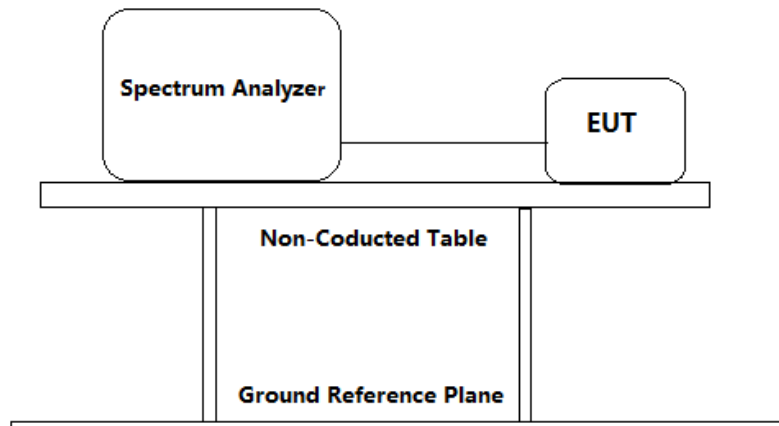 Spectrum Analyzer
EUT
Non-Coducted Table
Ground Reference Plane